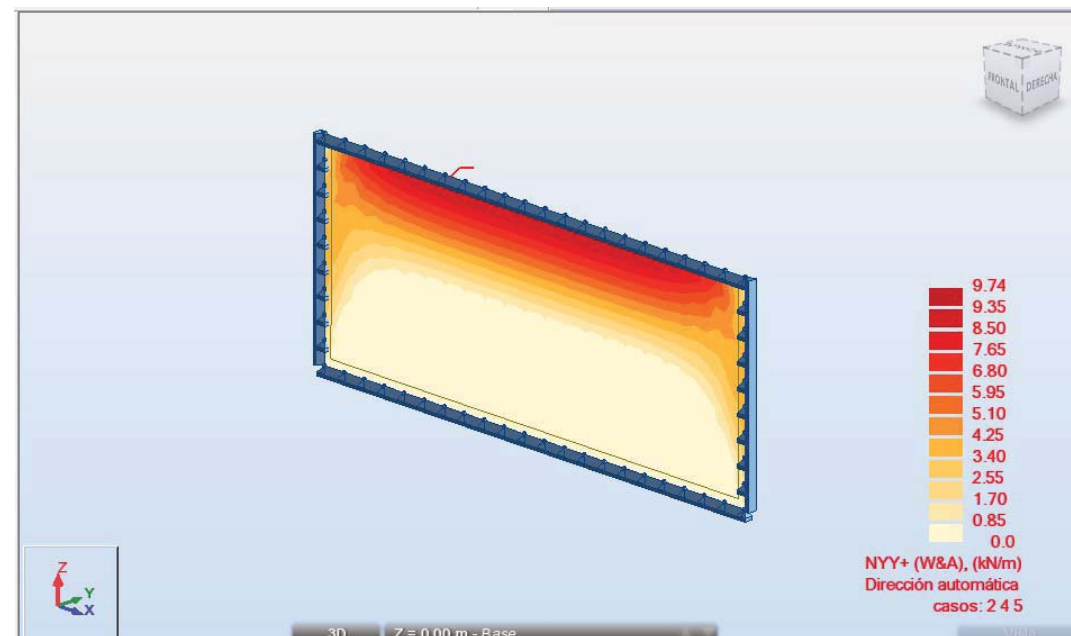 FRONTAL
DERECHA
9.74
9.35
8.50
7.65
6.80
5.95
5.10
4.25
3.40
2.55
1.70
0.85
0.0
NYY+ (W&A), (kN/m)
Dirección automática
casos: 2 4 5
Z
Y
X
3D Z = 0.00 m - Base